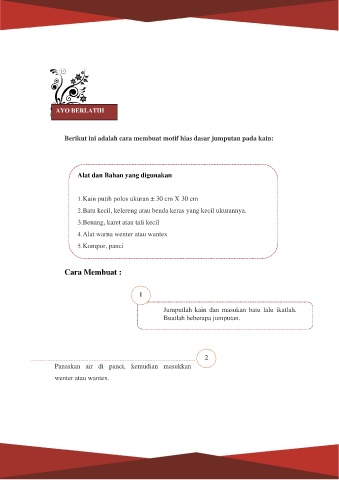 AYO BERLATIH
Berikut ini adalah cara membuat motif hias dasar jumputan pada kain:
Alat dan Bahan yang digunakan
1.Kain putih polos ukuran ± 30 cm X 30 cm
2.Batu kecil, kelereng atau benda keras yang kecil ukurannya.
3.Benang, karet atau tali kecil
4.Alat warna wenter atau wantex
5.Kompor, panci
Cara Membuat :
1
Jumputlah kain dan masukan batu lalu ikatlah.
Buatlah beberapa jumputan.
2
Panaskan air di panci, kemudian masukkan
wenter atau wantex.